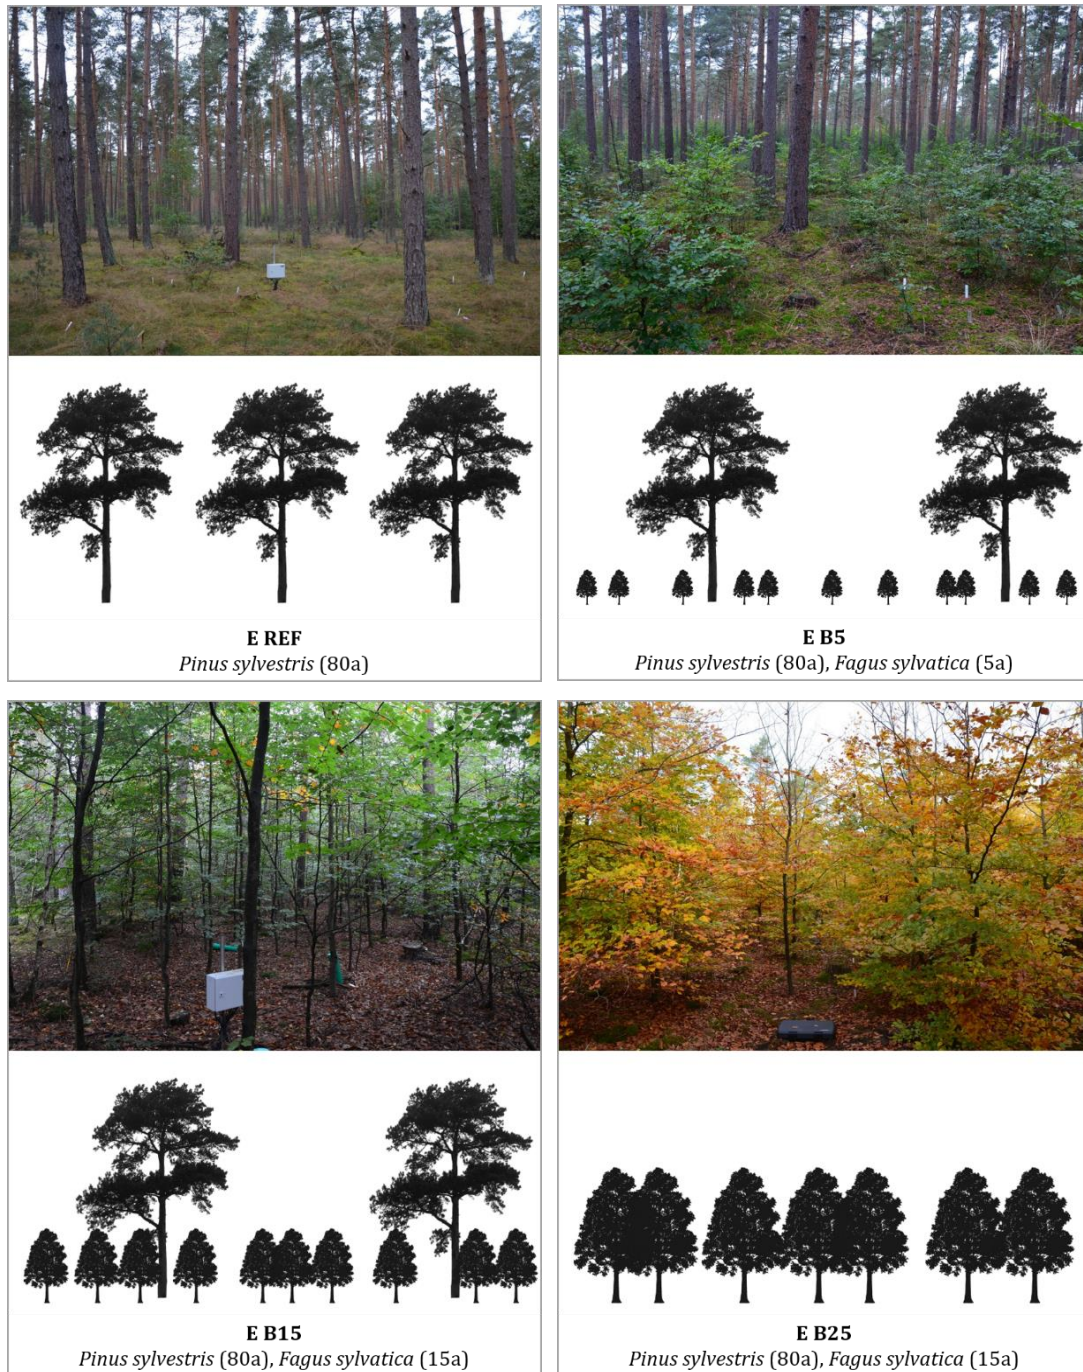 E REF
Pinus sylvestris (80a)
E B5
Pinus sylvestris (80a), Fagus sylvatica (5a)
E B15
Pinus sylvestris (80a), Fagus sylvatica (15a)
E B25
Pinus sylvestris (80a), Fagus sylvatica (15a)